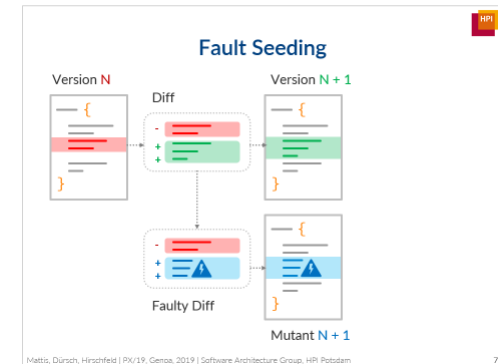 HPI
Fault Seeding
Version N
Diff
Version N + 1
{
-
+
+
}
{
}
{
-
+
+
}
Faulty Diff
Mutant N + 1
Mattis, Dürsch, Hirschfeld | PX/19, Genoa, 2019 | Software Architecture Group, HPI Potsdam
7